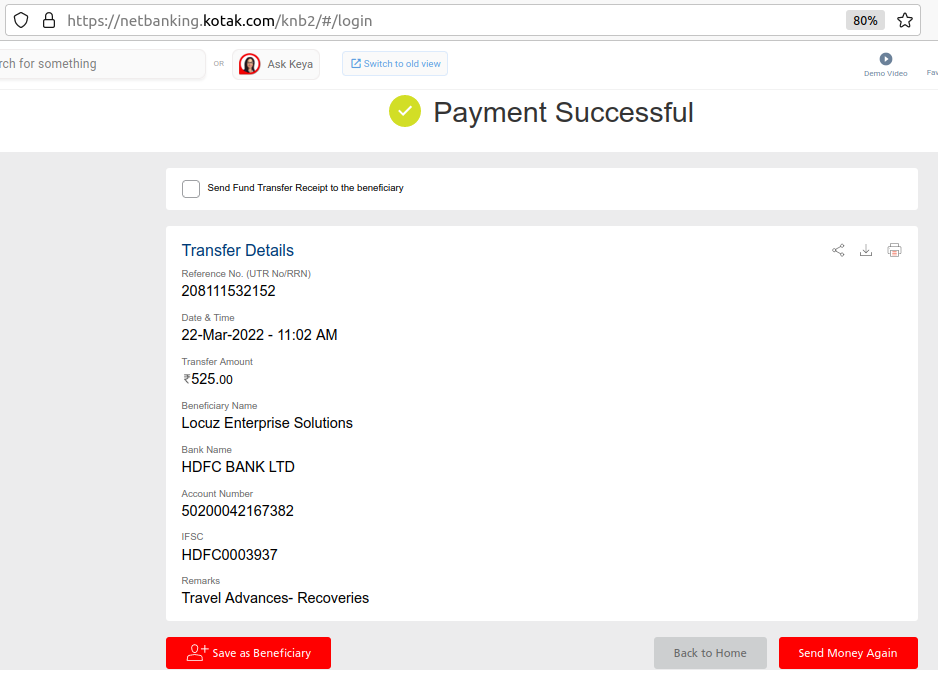 https://netbanking.kotak.com/knb2/#/login
80%
rch for something
OR
Ask Keya
Switch to old view
Demo Video
Fav
Payment Successful
Send Fund Transfer Receipt to the beneficiary
Transfer Details
Reference No. (UTR No/RRN)
208111532152
Date & Time
22-Mar-2022 - 11:02 AM
Transfer Amount
₹525.00
Beneficiary Name
Locuz Enterprise Solutions
Bank Name
HDFC BANK LTD
Account Number
50200042167382
IFSC
HDFC0003937
Remarks
Travel Advances- Recoveries
Save as Beneficiary
Back to Home
Send Money Again